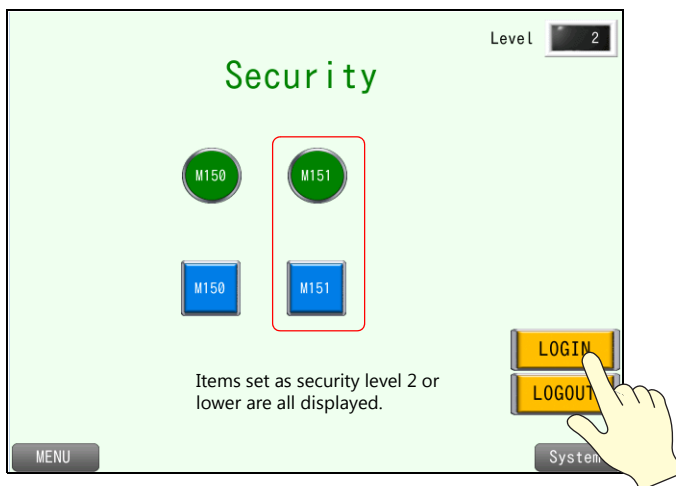 Level 2
Security
M150 M151
M150 M151
LOGIN
Items set as security level 2 or
lower are all displayed.
LOGOUT
MENU System